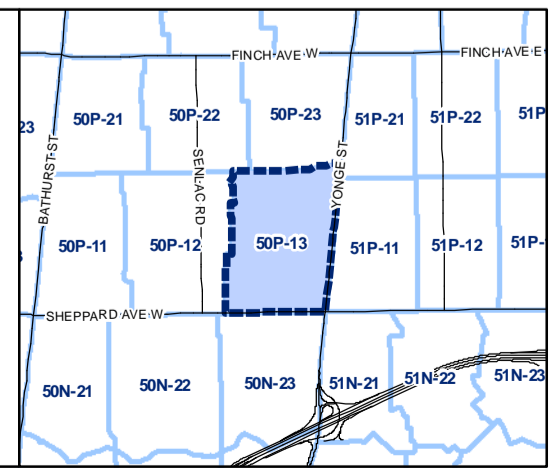 FINCH AVE W
FINCH AVE E
23
50P-21
50P-22
50P-23
51P-21
51P-22
51P
BATHURST ST
SENLAC RD
YONGE ST
50P-11
50P-12
50P-13
51P-11
51P-12
51P-
SHEPPARD AVE W
50N-21
50N-22
50N-23
51N-21
51N-22
51N-23